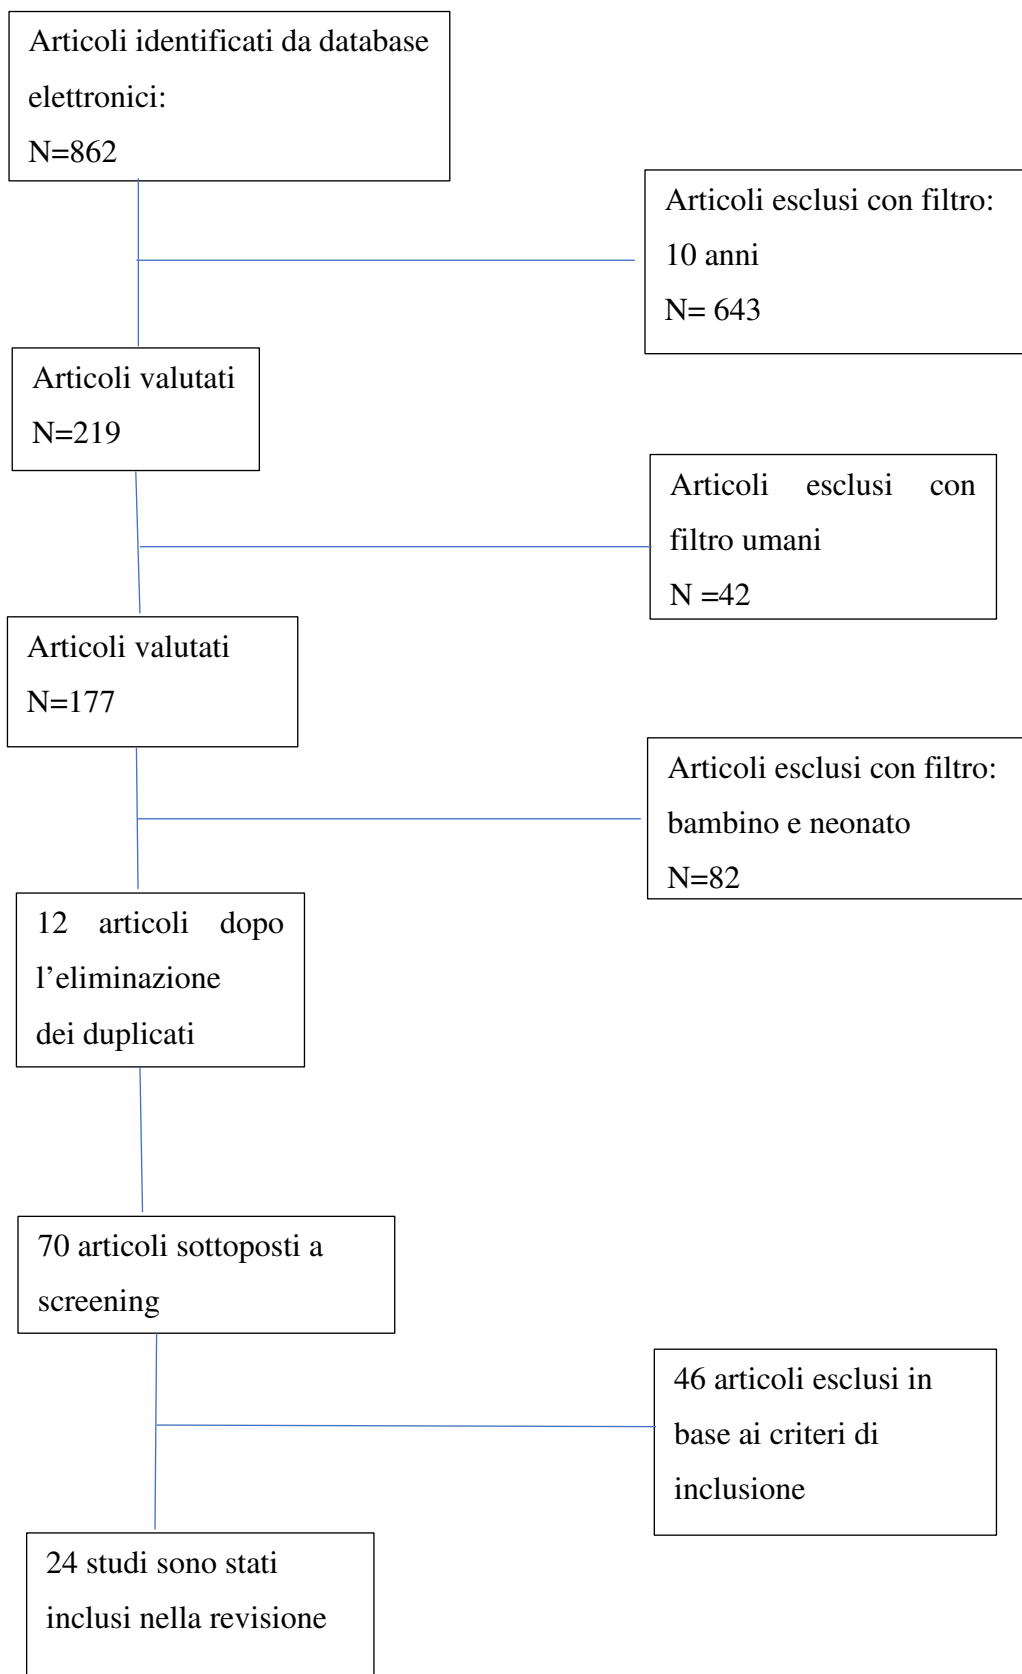 Articoli identificati da database
elettronici:
N=862
Articoli esclusi con filtro:
10 anni
N= 643
Articoli valutati
N=219
Articoli esclusi con
filtro umani
N =42
Articoli valutati
N=177
Articoli esclusi con filtro:
bambino e neonato
N=82
12 articoli dopo
l’eliminazione
dei duplicati
70 articoli sottoposti a
screening
46 articoli esclusi in
base ai criteri di
inclusione
24 studi sono stati
inclusi nella revisione